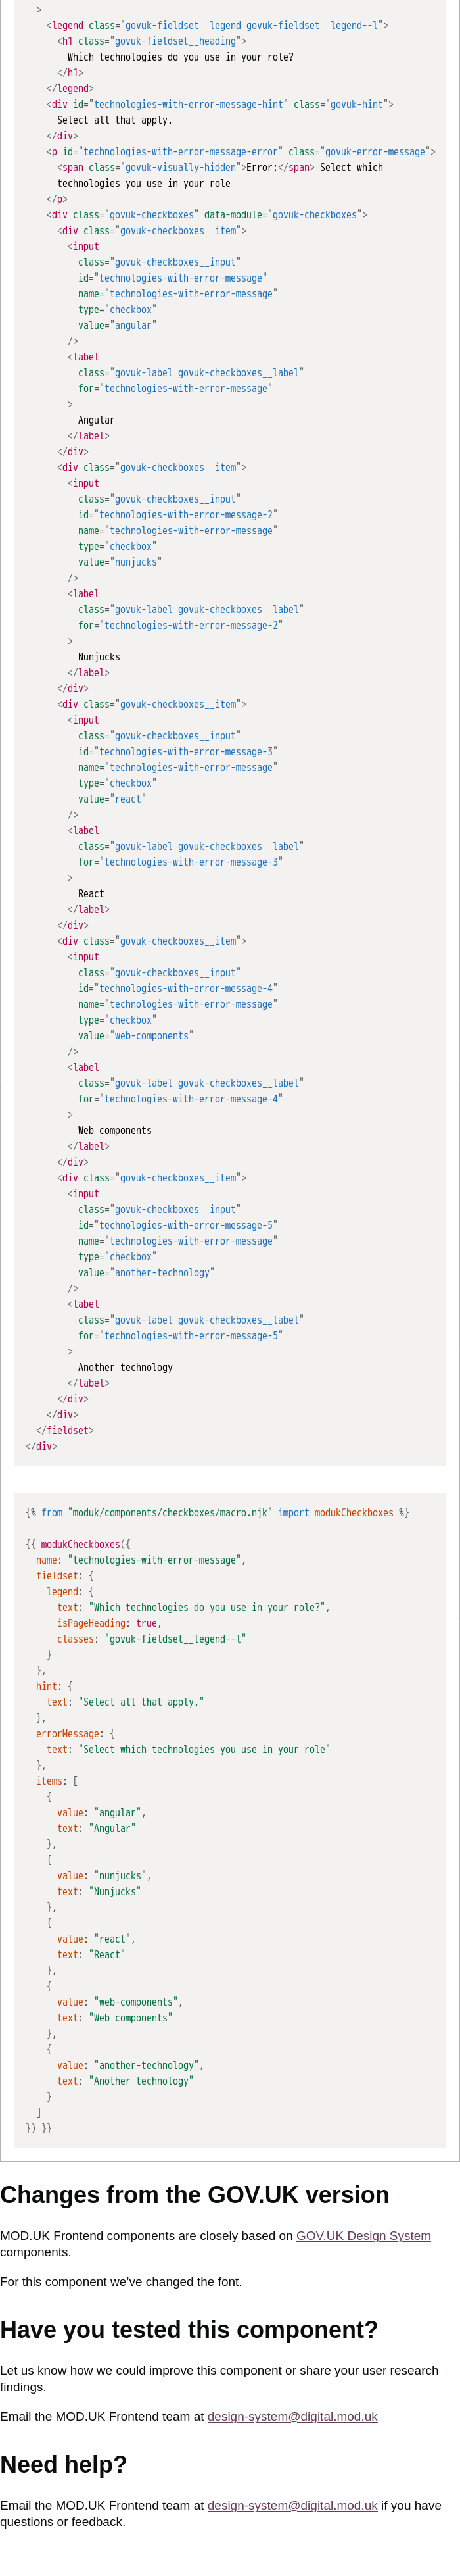 >
<legend class="govuk-fieldset__legend govuk-fieldset__legend--l">
<h1 class="govuk-fieldset__heading">
Which technologies do you use in your role?
</h1>
</legend>
<div id="technologies-with-error-message-hint" class="govuk-hint">
Select all that apply.
</div>
<p id="technologies-with-error-message-error" class="govuk-error-message">
<span class="govuk-visually-hidden">Error:</span> Select which
technologies you use in your role
</p>
<div class="govuk-checkboxes" data-module="govuk-checkboxes">
<div class="govuk-checkboxes__item">
<input
class="govuk-checkboxes__input"
id="technologies-with-error-message"
name="technologies-with-error-message"
type="checkbox"
value="angular"
/>
<label
class="govuk-label govuk-checkboxes__label"
for="technologies-with-error-message"
>
Angular
</label>
</div>
<div class="govuk-checkboxes__item">
<input
class="govuk-checkboxes__input"
id="technologies-with-error-message-2"
name="technologies-with-error-message"
type="checkbox"
value="nunjucks"
/>
<label
class="govuk-label govuk-checkboxes__label"
for="technologies-with-error-message-2"
>
Nunjucks
</label>
</div>
<div class="govuk-checkboxes__item">
<input
class="govuk-checkboxes__input"
id="technologies-with-error-message-3"
name="technologies-with-error-message"
type="checkbox"
value="react"
/>
<label
class="govuk-label govuk-checkboxes__label"
for="technologies-with-error-message-3"
>
React
</label>
</div>
<div class="govuk-checkboxes__item">
<input
class="govuk-checkboxes__input"
id="technologies-with-error-message-4"
name="technologies-with-error-message"
type="checkbox"
value="web-components"
/>
<label
class="govuk-label govuk-checkboxes__label"
for="technologies-with-error-message-4"
>
Web components
</label>
</div>
<div class="govuk-checkboxes__item">
<input
class="govuk-checkboxes__input"
id="technologies-with-error-message-5"
name="technologies-with-error-message"
type="checkbox"
value="another-technology"
/>
<label
class="govuk-label govuk-checkboxes__label"
for="technologies-with-error-message-5"
>
Another technology
</label>
</div>
</div>
</fieldset>
</div>
{% from "moduk/components/checkboxes/macro.njk" import modukCheckboxes %}
{{ modukCheckboxes({
name: "technologies-with-error-message",
fieldset: {
legend: {
text: "Which technologies do you use in your role?",
isPageHeading: true,
classes: "govuk-fieldset__legend--l"
}
},
hint: {
text: "Select all that apply."
},
errorMessage: {
text: "Select which technologies you use in your role"
},
items: [
{
value: "angular",
text: "Angular"
},
{
value: "nunjucks",
text: "Nunjucks"
},
{
value: "react",
text: "React"
},
{
value: "web-components",
text: "Web components"
},
{
value: "another-technology",
text: "Another technology"
}
]
}) }}
Changes from the GOV.UK version
MOD.UK Frontend components are closely based on GOV.UK Design System
components.
For this component we’ve changed the font.
Have you tested this component?
Let us know how we could improve this component or share your user research
findings.
Email the MOD.UK Frontend team at design-system@digital.mod.uk
Need help?
Email the MOD.UK Frontend team at design-system@digital.mod.uk if you have
questions or feedback.